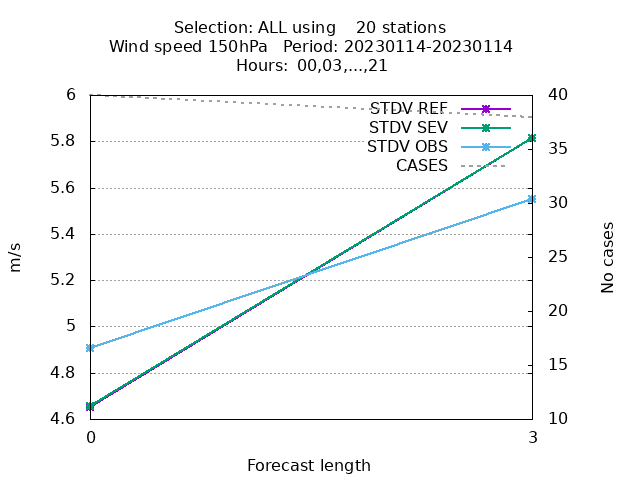 Selection: ALL using    20 stations
Wind speed 150hPa   Period: 20230114-20230114
Hours: 00,03,...,21
6
5.8
5.6
5.4
5.2
5
4.8
4.6
m/s
STDV REF
STDV SEV
STDV OBS
CASES
40
35
30
25
20
15
10
No cases
0
3
Forecast length